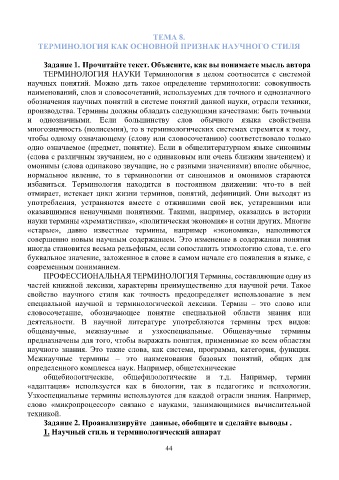 ТЕМА 8.
ТЕРМИНОЛОГИЯ КАК ОСНОВНОЙ ПРИЗНАК НАУЧНОГО СТИЛЯ
Задание 1. Прочитайте текст. Объясните, как вы понимаете мысль автора
ТЕРМИНОЛОГИЯ НАУКИ Терминология в целом соотносится с системой
научных понятий. Можно дать такое определение терминологии: совокупность
наименований, слов и словосочетаний, используемых для точного и однозначного
обозначения научных понятий в системе понятий данной науки, отрасли техники,
производства. Термины должны обладать следующими качествами: быть точными
и однозначными. Если большинству слов обычного языка свойственна
многозначность (полисемия), то в терминологических системах стремятся к тому,
чтобы одному означающему (слову или словосочетанию) соответствовало только
одно означаемое (предмет, понятие). Если в общелитературном языке синонимы
(слова с различным звучанием, но с одинаковым или очень близким значением) и
омонимы (слова одинаково звучащие, но с разными значениями) вполне обычное,
нормальное явление, то в терминологии от синонимов и омонимов стараются
избавиться. Терминология находится в постоянном движении: что-то в ней
отмирает, истекает цикл жизни терминов, понятий, дефиниций. Они выходят из
употребления, устраняются вместе с отжившими свой век, устаревшими или
оказавшимися ненаучными понятиями. Такими, например, оказались в истории
науки термины «хрематистика», «политическая экономия» и сотни других. Многие
«старые», давно известные термины, например «экономика», наполняются
совершенно новым научным содержанием. Это изменение в содержании понятия
иногда становится весьма рельефным, если сопоставить этимологию слова, т.е. его
буквальное значение, заложенное в слове в самом начале его появления в языке, с
современным пониманием.
ПРОФЕССИОНАЛЬНАЯ ТЕРМИНОЛОГИЯ Термины, составляющие одну из
частей книжной лексики, характерны преимущественно для научной речи. Такое
свойство научного стиля как точность предопределяет использование в нем
специальной научной и терминологической лексики. Термин – это слово или
словосочетание, обозначающее понятие специальной области знания или
деятельности. В научной литературе употребляются термины трех видов:
общенаучные, межнаучные и узкоспециальные. Общенаучные термины
предназначены для того, чтобы выражать понятия, применимые ко всем областям
научного знания. Это такие слова, как система, программа, категория, функция.
Межнаучные термины – это наименования базовых понятий, общих для
определенного комплекса наук. Например, общетехнические
общебиологические, общефилологические и т.д. Например, термин
«адаптация» используется как в биологии, так в педагогике и психологии.
Узкоспециальные термины используются для каждой отрасли знания. Например,
слово «микропроцессор» связано с науками, занимающимися вычислительной
техникой.
Задание 2. Проанализируйте данные, обобщите и сделайте выводы .
1. Научный стиль и терминологический аппарат
44